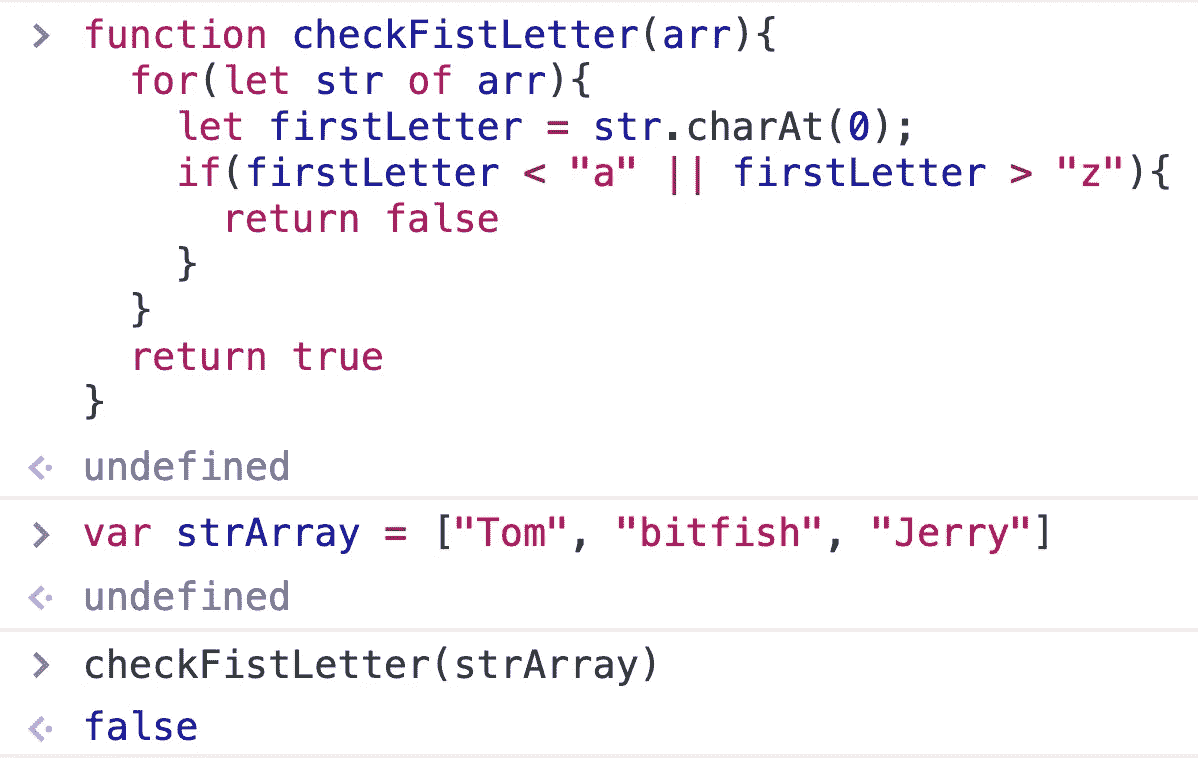 > function checkFistLetter(arr){
for(let str of arr){
let firstLetter = str.charAt(0);
if(firstLetter < "a" || firstLetter > "z"){
return false
}
}
return true
}
undefined
> var strArray = ["Tom", "bitfish", "Jerry"]
undefined
> checkFistLetter(strArray)
false